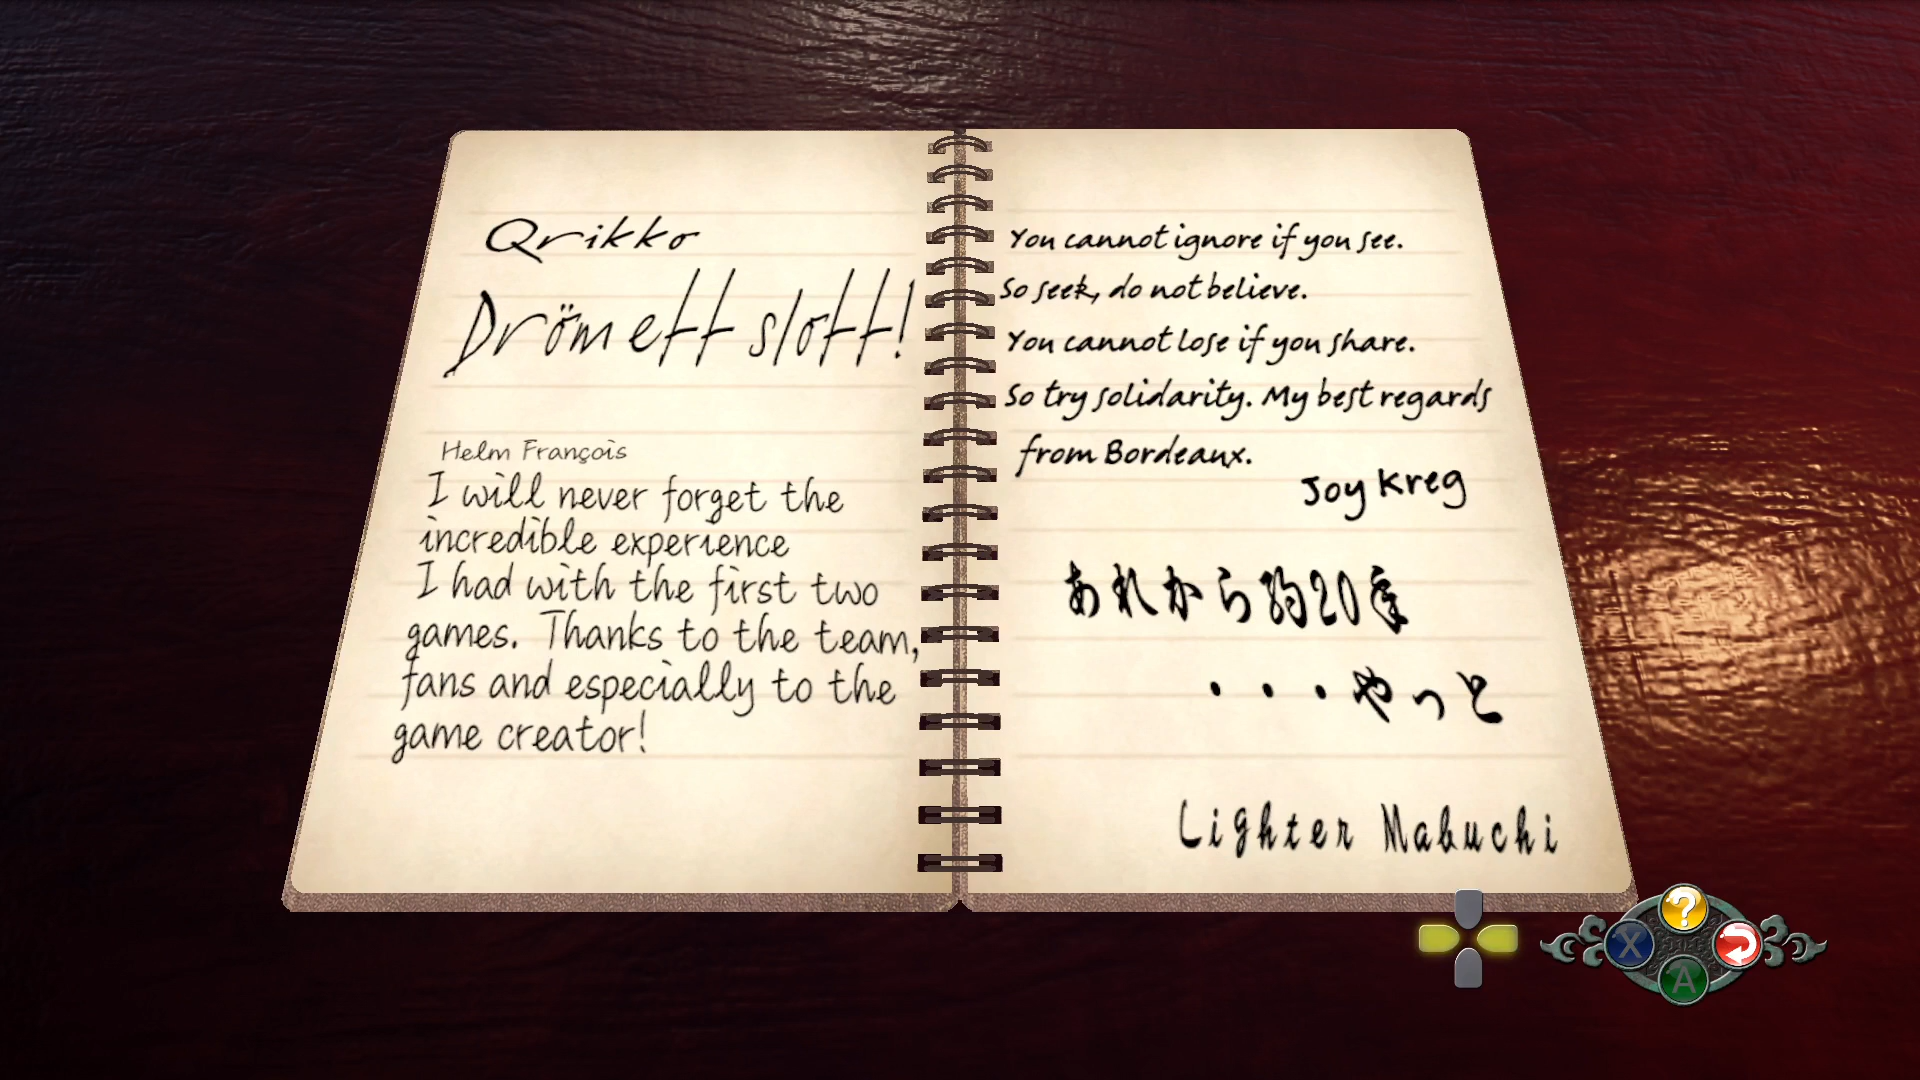 Qrikko
Dröm ett slott!
Helm François
I will never forget the
incredible experience
I had with the first two
games. Thanks to the team,
fans and especially to the
game creator!
You cannot ignore if you see.
So seek, do not believe.
You cannot lose if you share.
So try solidarity. My best regards
from Bordeaux.
Joy Kreg
あれから約20年
・・・やっと
Lighter Mabuchi
?
X
A